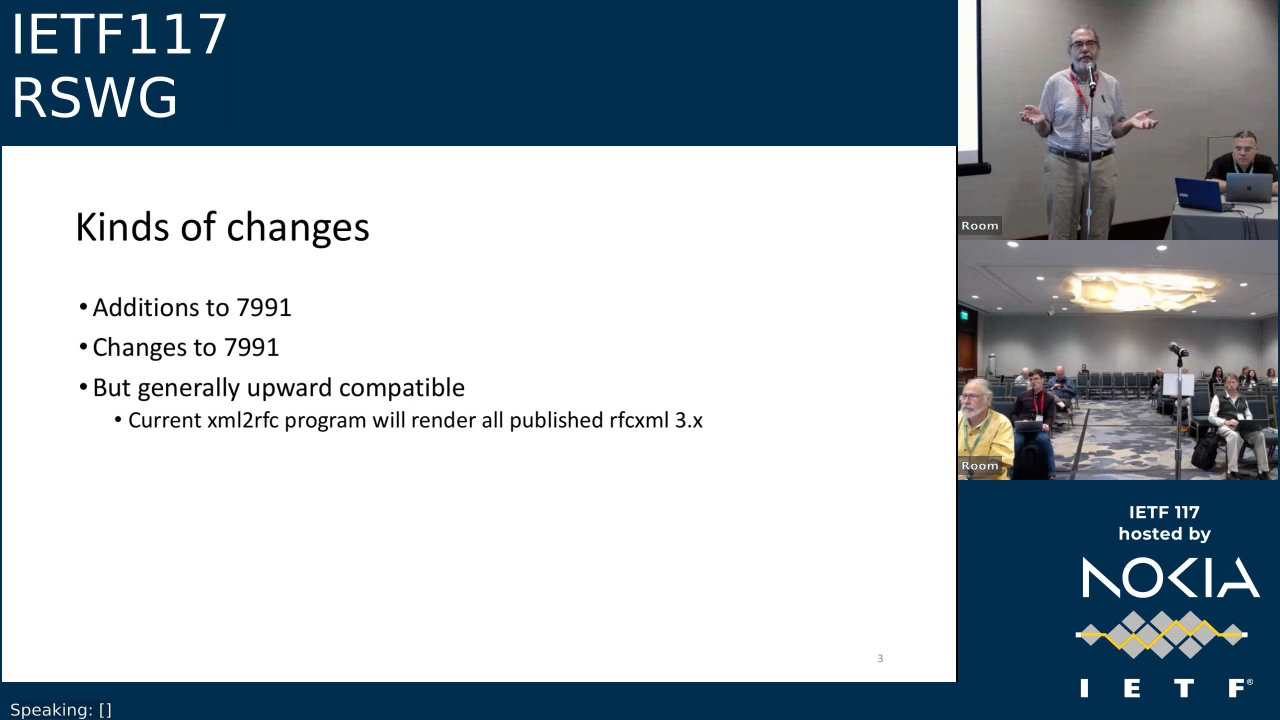 IETF117
RSWG
Kinds of changes
• Additions to 7991
• Changes to 7991
• But generally upward compatible
• Current xml2rfc program will render all published rfcxml 3.x
3
Room
Room
IETF 117
hosted by
NOKIA
I E T F®
Speaking: []